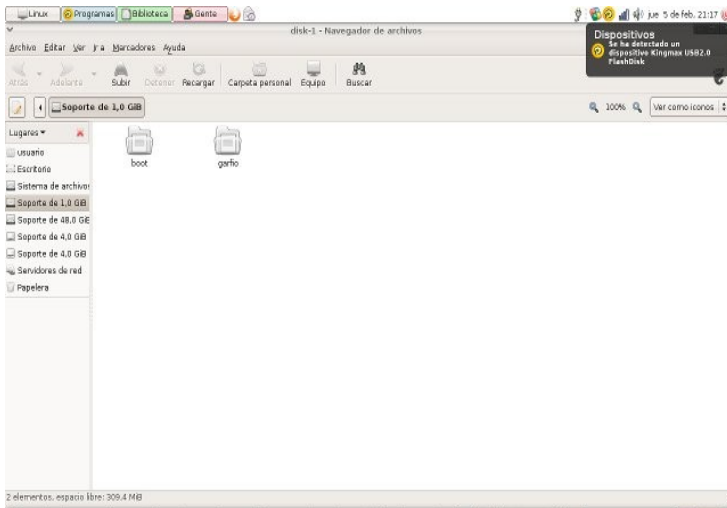 Linux Programas Biblioteca Gente jue 5 de feb, 21:17
disk-1 - Navegador de archivos
Dispositivos
Se ha detectado un
dispositivo Kingmax USB2.0
FlashDisk
Archivo Editar Ver Ir a Marcadores Ayuda
Atrás Adelante Subir Detener Recargar Carpeta personal Equipo Buscar
Soporte de 1,0 GiB 100% Ver como iconos
Lugares
usuario
Escritorio
Sistema de archivos
Soporte de 1,0 GiB
Soporte de 48,0 GiE
Soporte de 4,0 GiB
Soporte de 4,0 GiB
Servidores de red
Papelera
boot garfio
2 elementos, espacio libre: 309,4 MiB